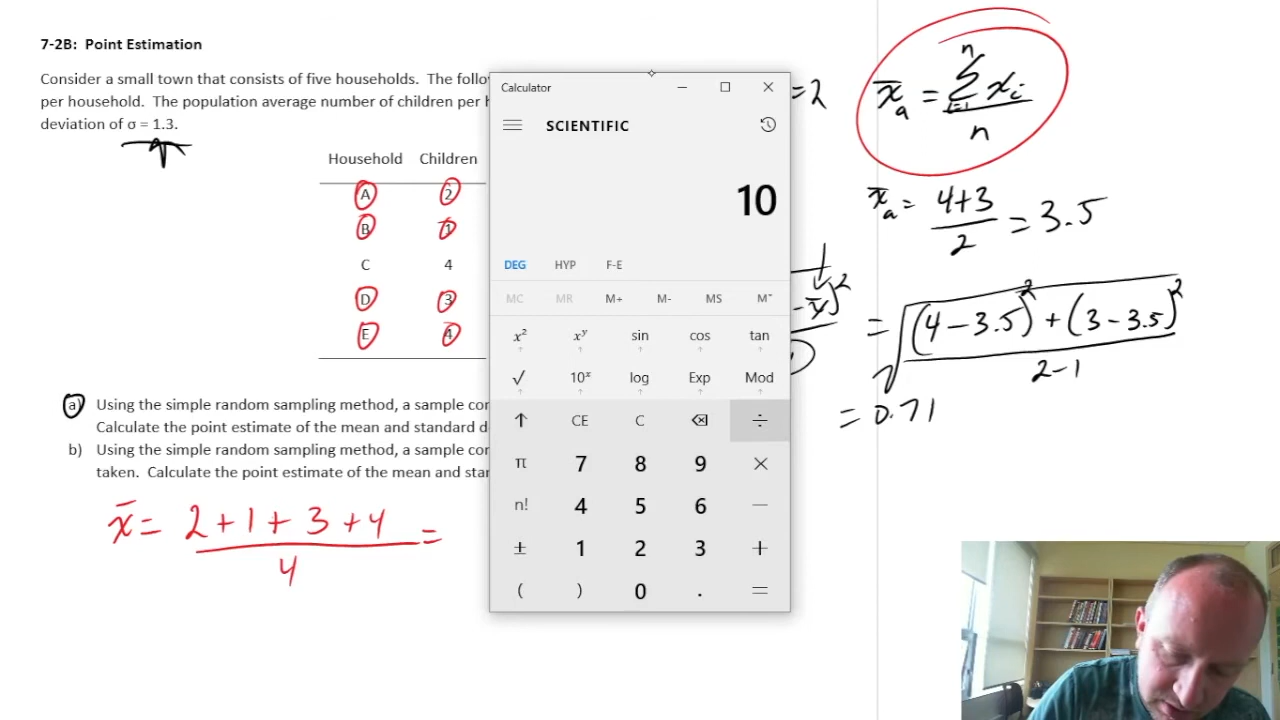 7-2B: Point Estimation
Consider a small town that consists of five households. The follo
per household. The population average number of children per h
deviation of σ = 1.3.
Household Children
A 2
B 1
C 4
D 3
E 4
a) Using the simple random sampling method, a sample cor
Calculate the point estimate of the mean and standard d
b) Using the simple random sampling method, a sample cor
taken. Calculate the point estimate of the mean and star
x̄ = 2 + 1 + 3 + 4 =
4
Calculator
SCIENTIFIC
10
DEG HYP F-E
MC MR M+ M- MS M˅
x² xʸ sin cos tan
√ 10ˣ log Exp Mod
↑ CE C ⌫ ÷
π 7 8 9 ×
n! 4 5 6 −
± 1 2 3 +
( ) 0 . =
= 2
x̄a = n
Σ xi
i=1
n
x̄a = 4+3 = 3.5
2
- x̄)²
= √(4 − 3.5)² + (3 − 3.5)²
2 − 1
= 0.71